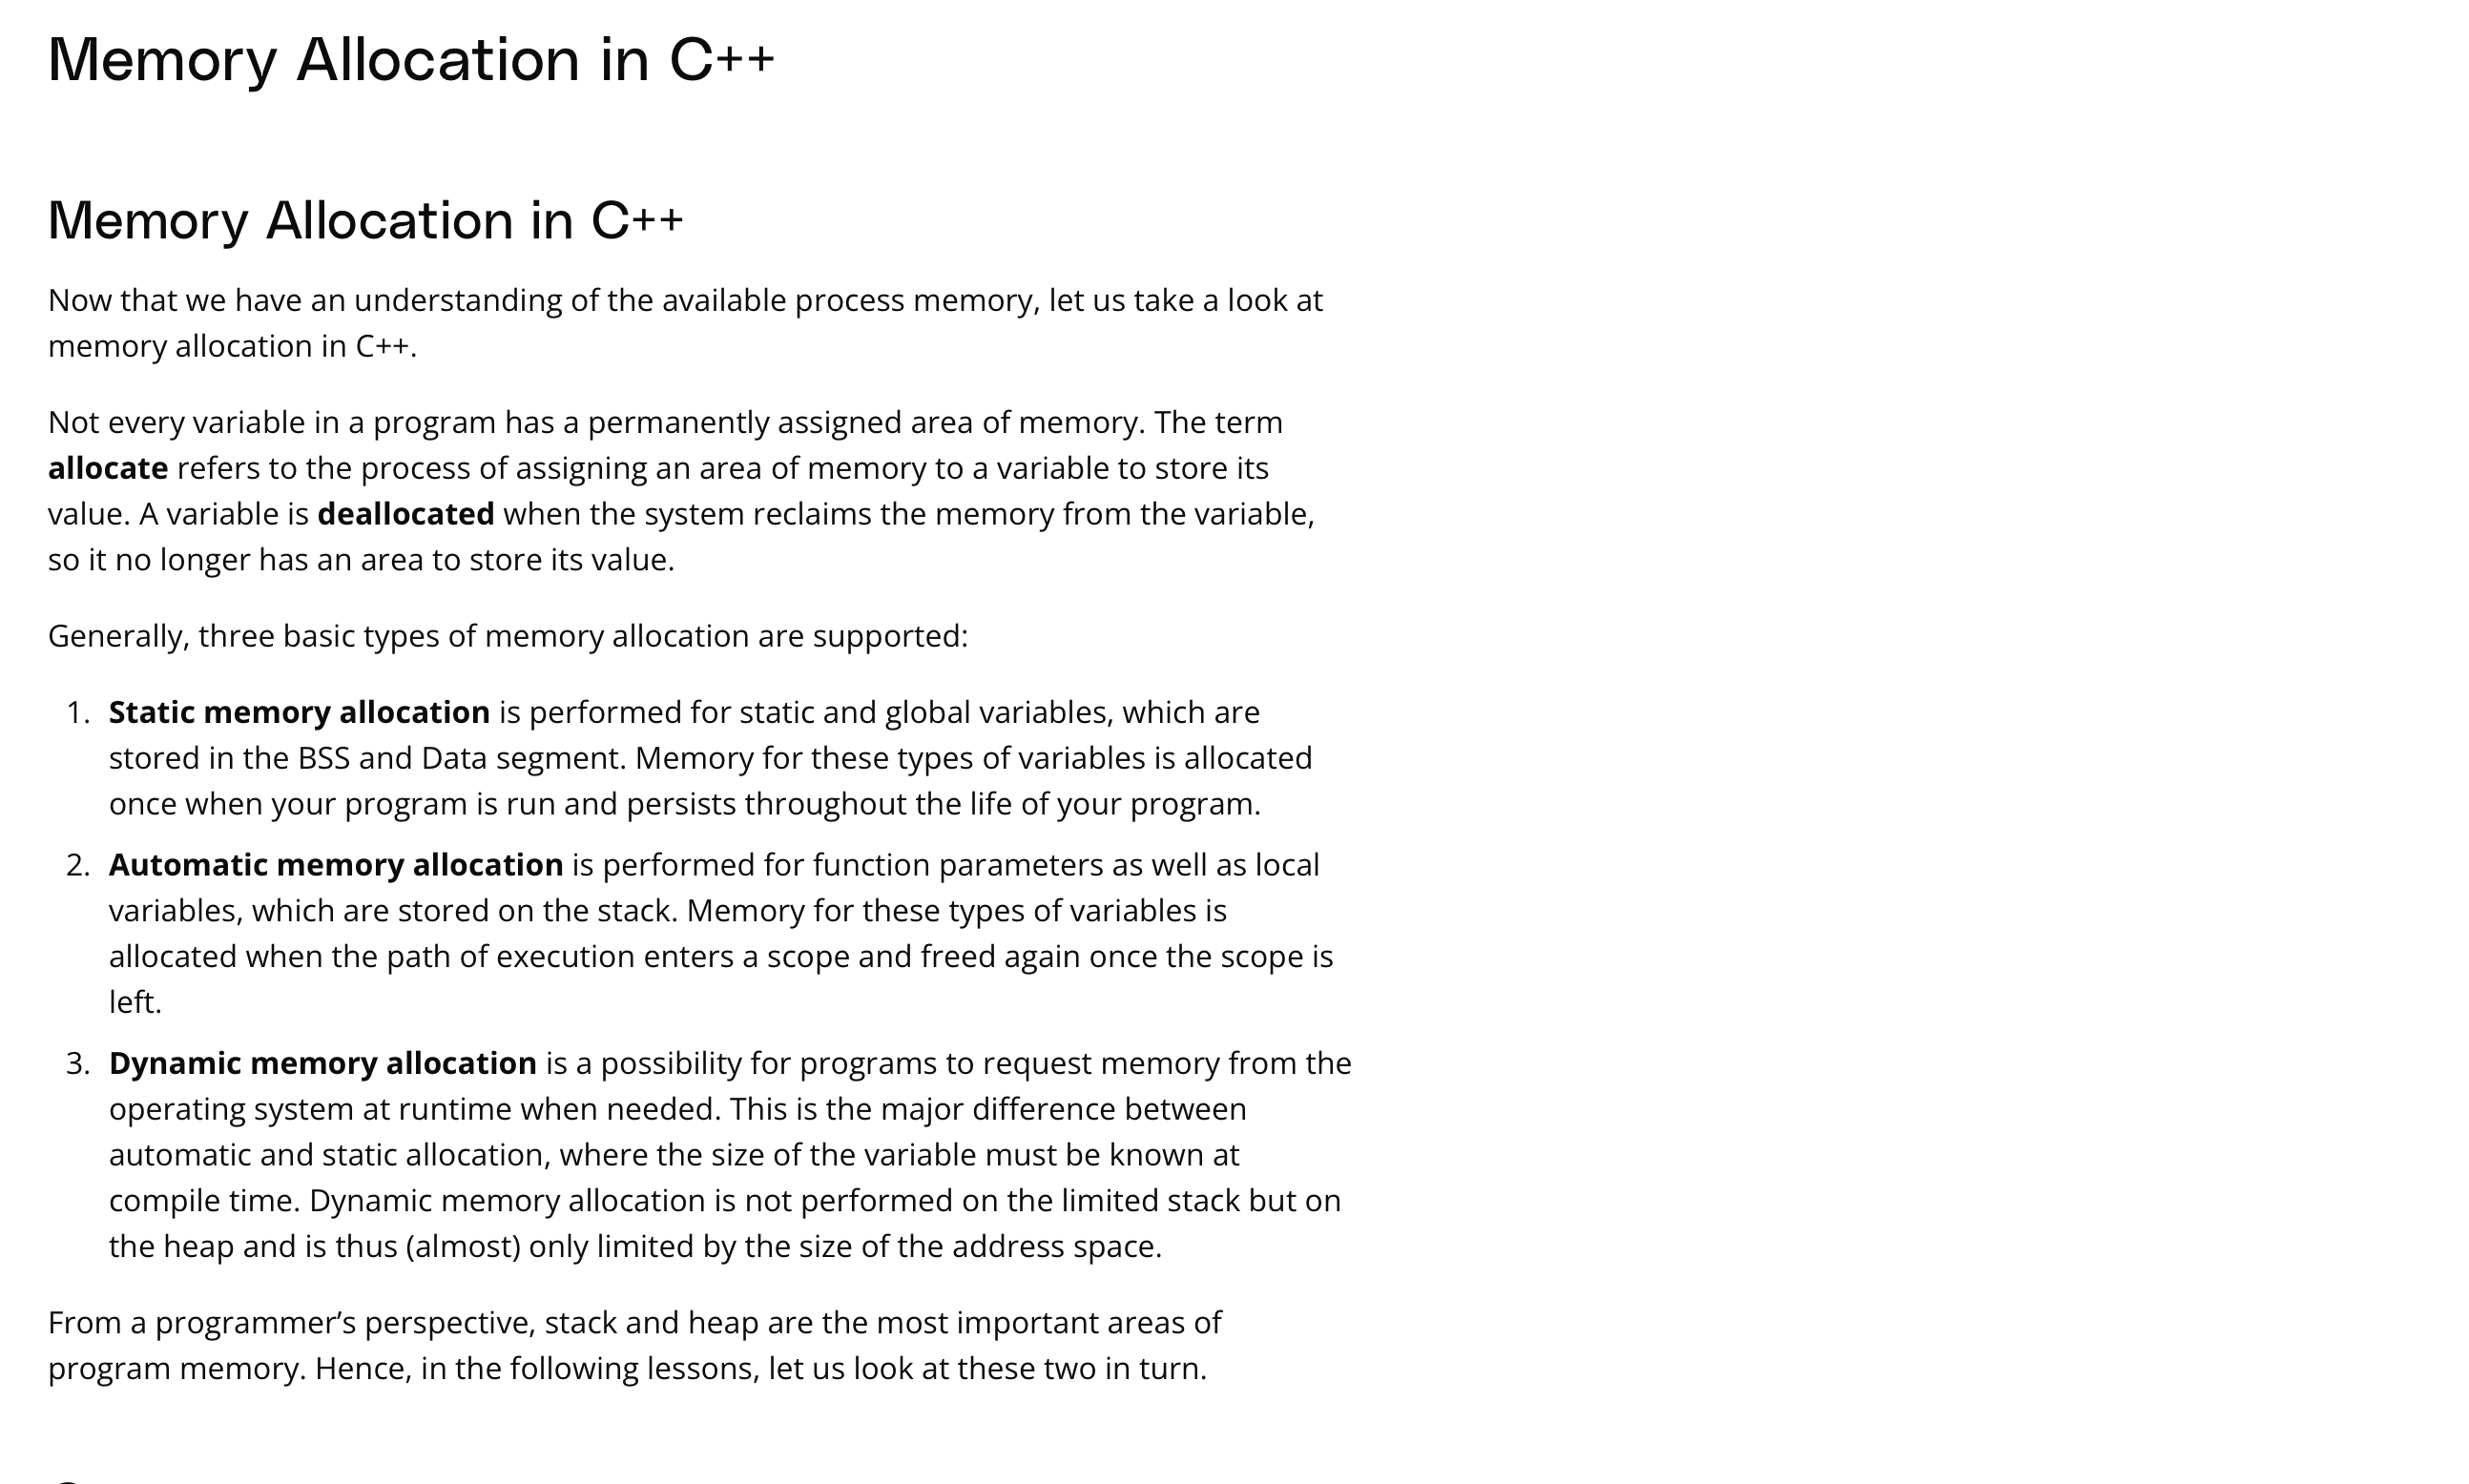 Memory Allocation in C++
Memory Allocation in C++
Now that we have an understanding of the available process memory, let us take a look at
memory allocation in C++.
Not every variable in a program has a permanently assigned area of memory. The term
allocate refers to the process of assigning an area of memory to a variable to store its
value. A variable is deallocated when the system reclaims the memory from the variable,
so it no longer has an area to store its value.
Generally, three basic types of memory allocation are supported:
1. Static memory allocation is performed for static and global variables, which are
stored in the BSS and Data segment. Memory for these types of variables is allocated
once when your program is run and persists throughout the life of your program.
2. Automatic memory allocation is performed for function parameters as well as local
variables, which are stored on the stack. Memory for these types of variables is
allocated when the path of execution enters a scope and freed again once the scope is
left.
3. Dynamic memory allocation is a possibility for programs to request memory from the
operating system at runtime when needed. This is the major difference between
automatic and static allocation, where the size of the variable must be known at
compile time. Dynamic memory allocation is not performed on the limited stack but on
the heap and is thus (almost) only limited by the size of the address space.
From a programmer’s perspective, stack and heap are the most important areas of
program memory. Hence, in the following lessons, let us look at these two in turn.